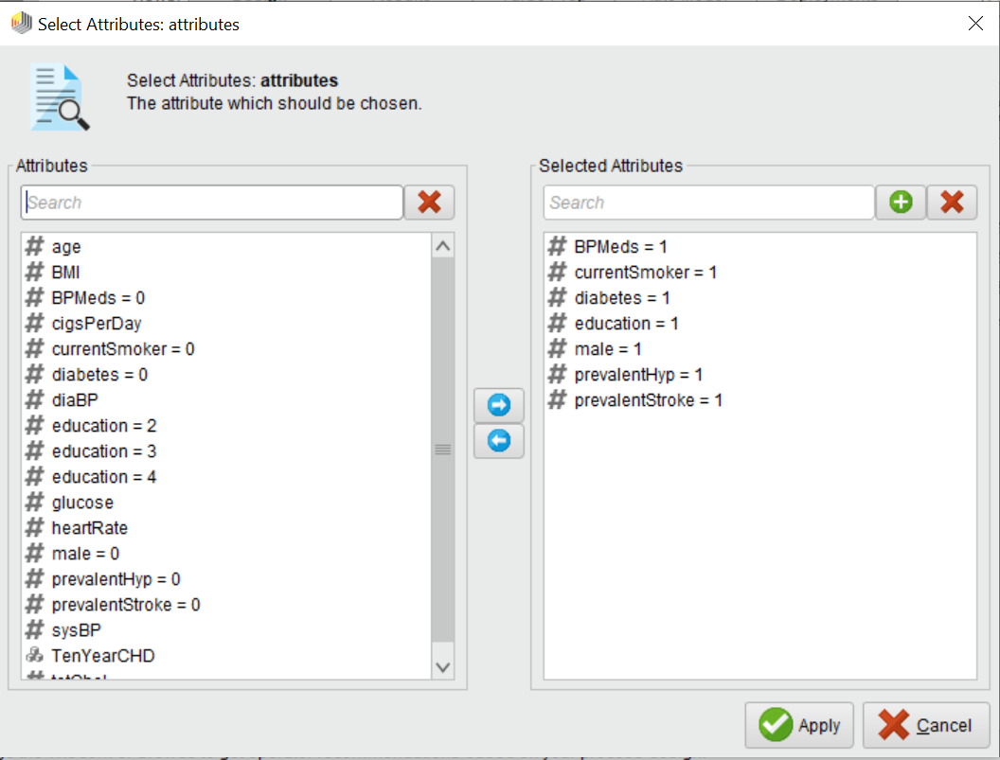 Select Attributes: attributes
Select Attributes: attributes
The attribute which should be chosen.
Attributes
Search
age
BMI
BPMeds = 0
cigsPerDay
currentSmoker = 0
diabetes = 0
diaBP
education = 2
education = 3
education = 4
glucose
heartRate
male = 0
prevalentHyp = 0
prevalentStroke = 0
sysBP
TenYearCHD
Selected Attributes
Search
BPMeds = 1
currentSmoker = 1
diabetes = 1
education = 1
male = 1
prevalentHyp = 1
prevalentStroke = 1
Apply
Cancel